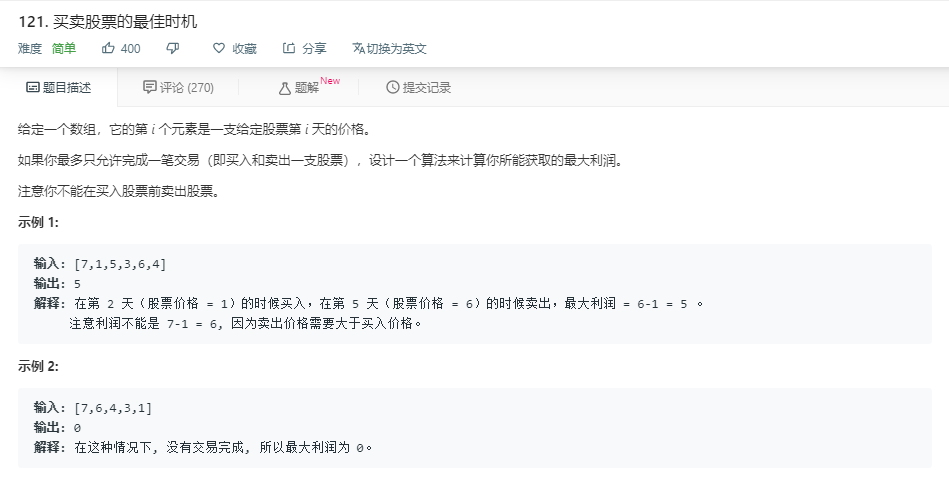 121. 买卖股票的最佳时机
难度 简单 400 收藏 分享 切换为英文
题目描述 评论 (270) 题解 New 提交记录
给定一个数组，它的第 i 个元素是一支给定股票第 i 天的价格。
如果你最多只允许完成一笔交易（即买入和卖出一支股票），设计一个算法来计算你所能获取的最大利润。
注意你不能在买入股票前卖出股票。
示例 1:
输入: [7,1,5,3,6,4]
输出: 5
解释: 在第 2 天（股票价格 = 1）的时候买入，在第 5 天（股票价格 = 6）的时候卖出，最大利润 = 6-1 = 5 。
注意利润不能是 7-1 = 6, 因为卖出价格需要大于买入价格。
示例 2:
输入: [7,6,4,3,1]
输出: 0
解释: 在这种情况下, 没有交易完成, 所以最大利润为 0。